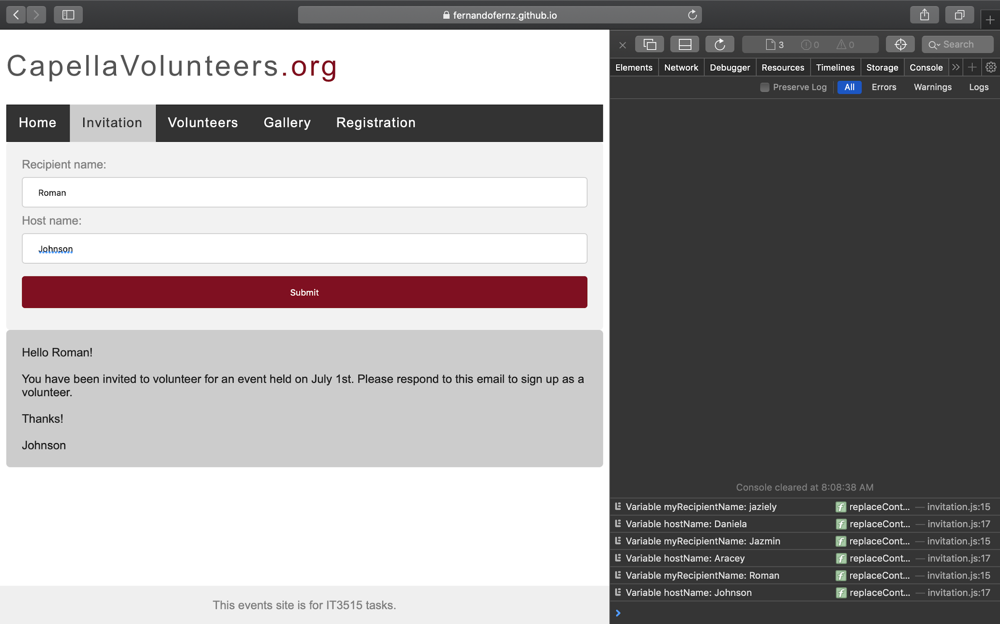 fernandofernz.github.io
CapellaVolunteers.org
Home Invitation Volunteers Gallery Registration
Recipient name:
Roman
Host name:
Johnson
Submit
Hello Roman!
You have been invited to volunteer for an event held on July 1st. Please respond to this email to sign up as a
volunteer.
Thanks!
Johnson
This events site is for IT3515 tasks.
3 0 0 Search
Elements Network Debugger Resources Timelines Storage Console
Preserve Log All Errors Warnings Logs
Console cleared at 8:08:38 AM
Variable myRecipientName: jaziely f replaceCont... — invitation.js:15
Variable hostName: Daniela f replaceCont... — invitation.js:17
Variable myRecipientName: Jazmin f replaceCont... — invitation.js:15
Variable hostName: Aracey f replaceCont... — invitation.js:17
Variable myRecipientName: Roman f replaceCont... — invitation.js:15
Variable hostName: Johnson f replaceCont... — invitation.js:17